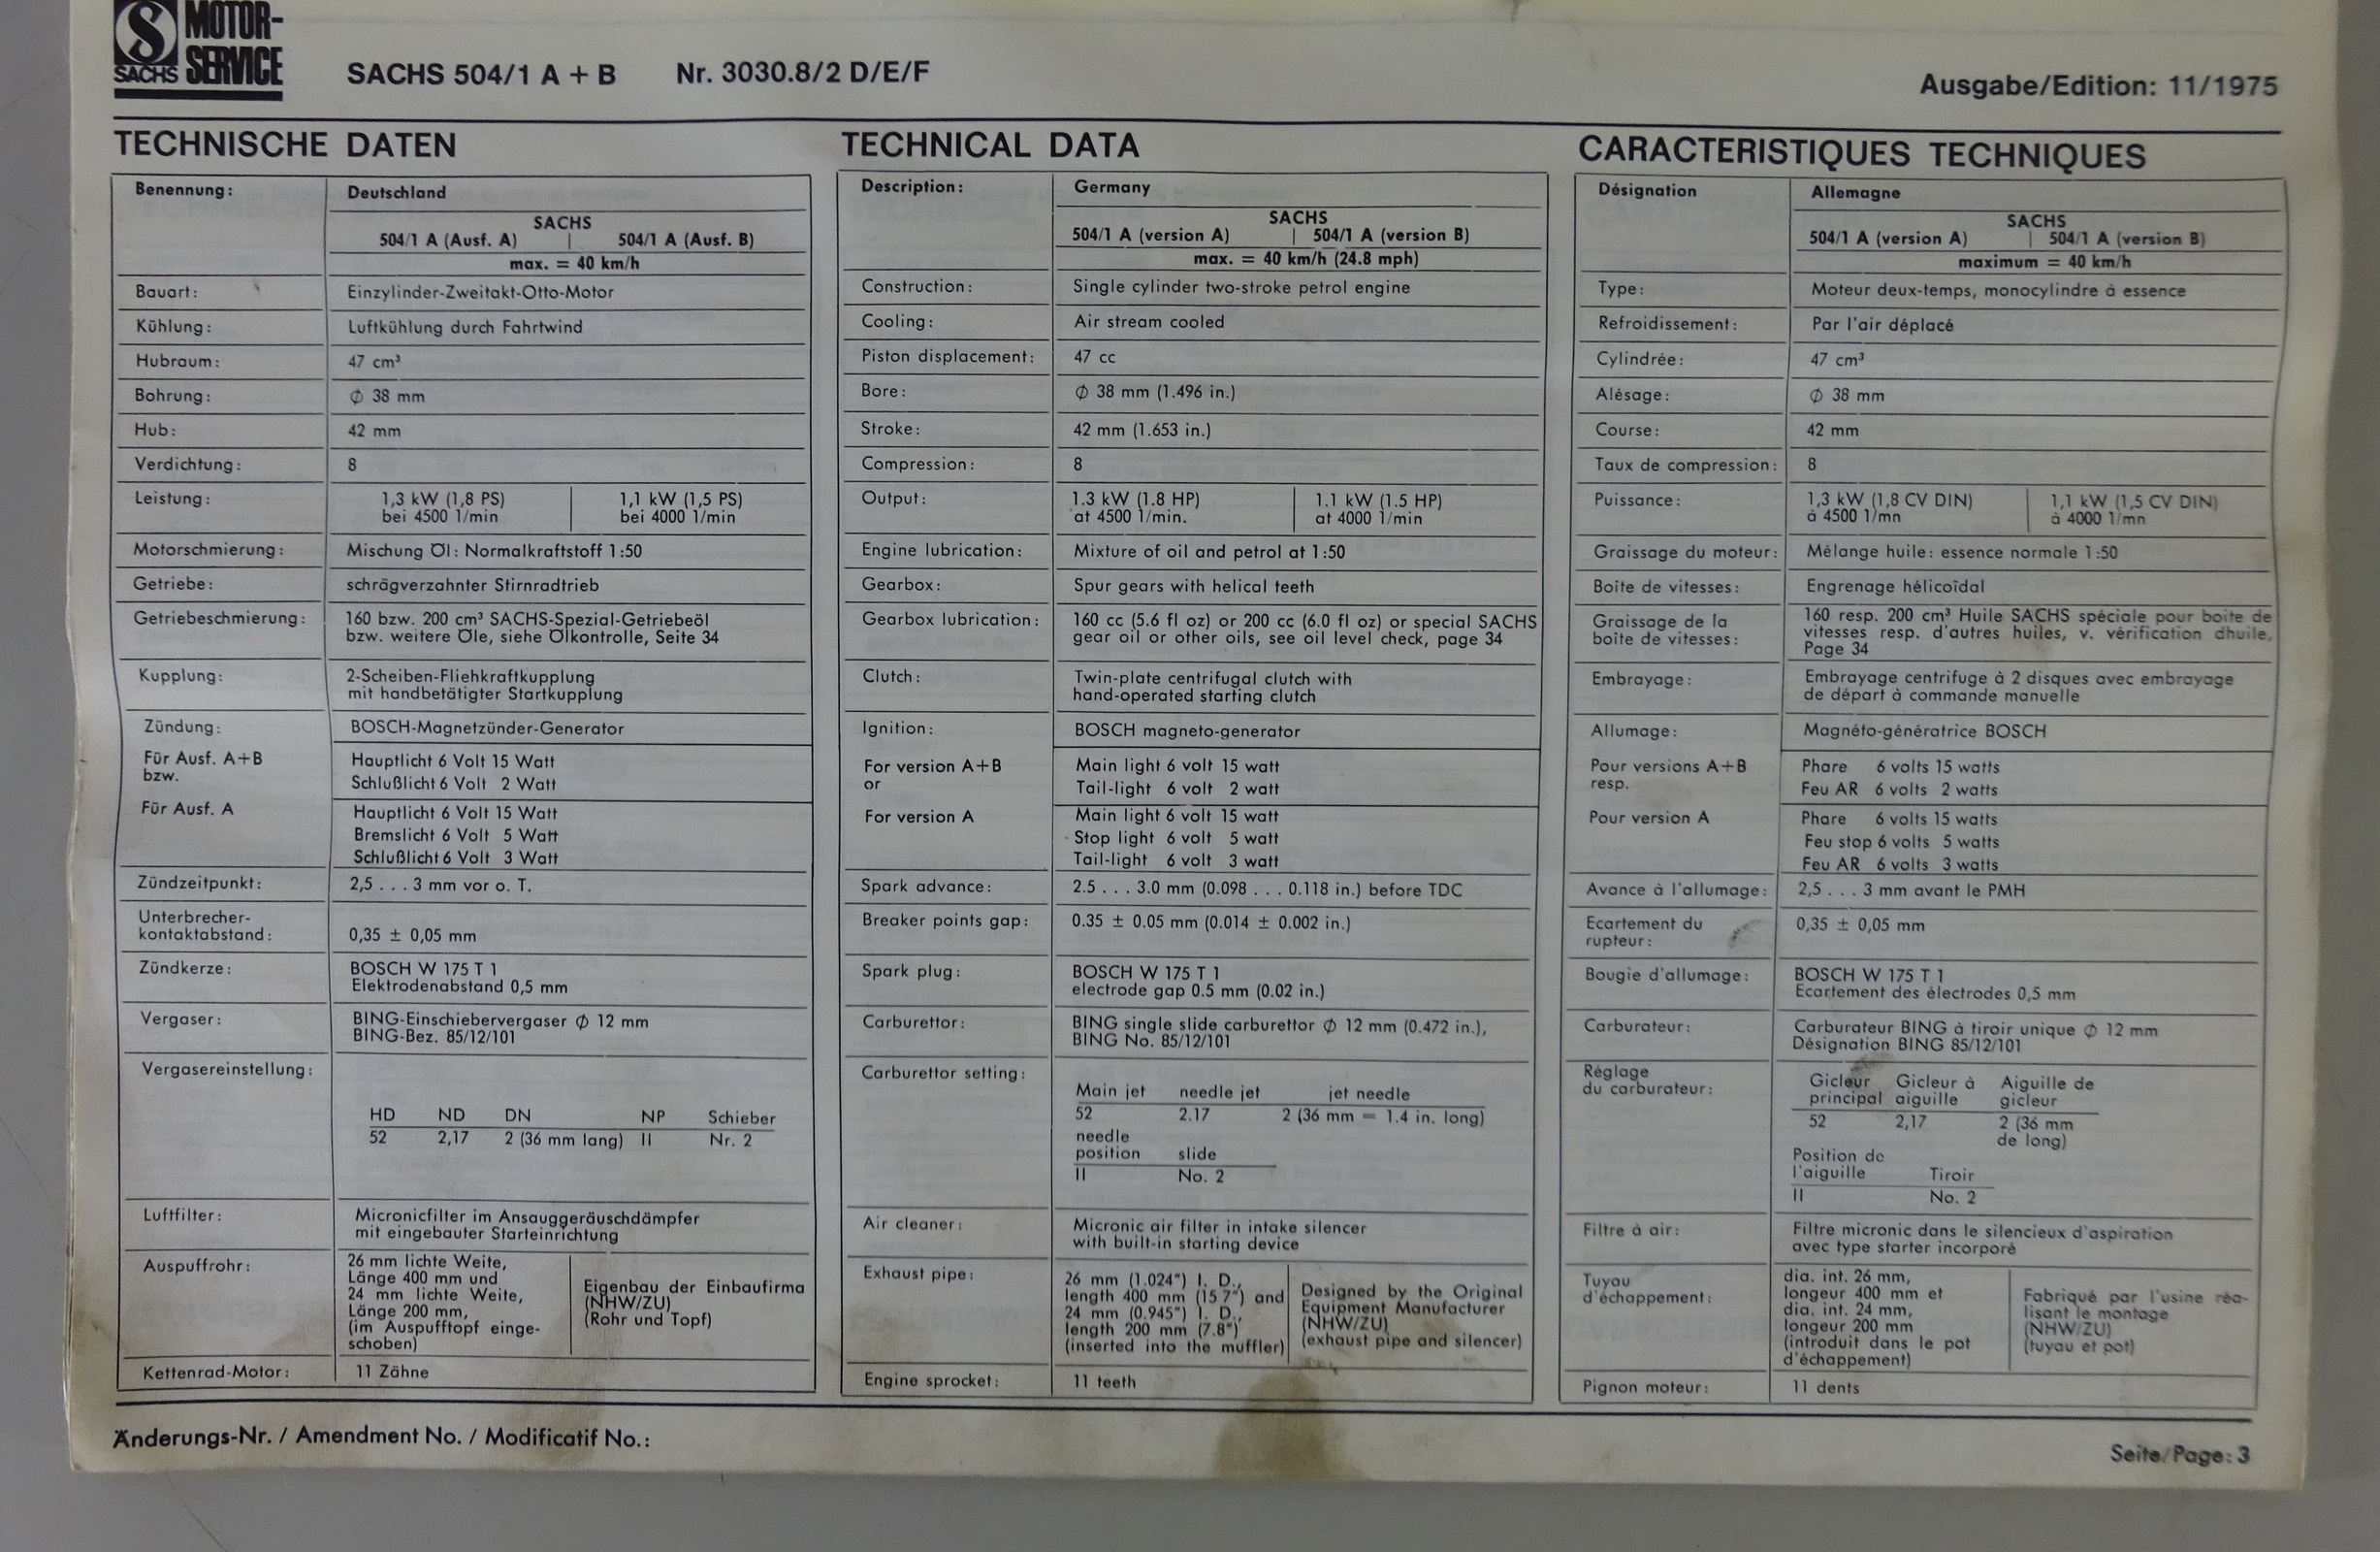 MOTOR-
SERVICE
SACHS
SACHS 504/1 A + B Nr. 3030.8/2 D/E/F
Ausgabe/Edition: 11/1975
TECHNISCHE DATEN
Benennung: Deutschland
SACHS
504/1 A (Ausf. A) | 504/1 A (Ausf. B)
max. = 40 km/h
Bauart: Einzylinder-Zweitakt-Otto-Motor
Kühlung: Luftkühlung durch Fahrtwind
Hubraum: 47 cm³
Bohrung: ϕ 38 mm
Hub: 42 mm
Verdichtung: 8
Leistung: 1,3 kW (1,8 PS) 1,1 kW (1,5 PS)
bei 4500 1/min bei 4000 1/min
Motorschmierung: Mischung Öl: Normalkraftstoff 1:50
Getriebe: schrägverzahnter Stirnradtrieb
Getriebeschmierung: 160 bzw. 200 cm³ SACHS-Spezial-Getriebeöl
bzw. weitere Öle, siehe Ölkontrolle, Seite 34
Kupplung: 2-Scheiben-Fliehkraftkupplung
mit handbetätigter Startkupplung
Zündung: BOSCH-Magnetzünder-Generator
Für Ausf. A+B Hauptlicht 6 Volt 15 Watt
bzw. Schlußlicht 6 Volt 2 Watt
Für Ausf. A Hauptlicht 6 Volt 15 Watt
Bremslicht 6 Volt 5 Watt
Schlußlicht 6 Volt 3 Watt
Zündzeitpunkt: 2,5 . . . 3 mm vor o. T.
Unterbrecher-
kontaktabstand: 0,35 ± 0,05 mm
Zündkerze: BOSCH W 175 T 1
Elektrodenabstand 0,5 mm
Vergaser: BING-Einschiebervergaser ϕ 12 mm
BING-Bez. 85/12/101
Vergasereinstellung:
HD ND DN NP Schieber
52 2,17 2 (36 mm lang) II Nr. 2
Luftfilter: Micronicfilter im Ansauggeräuschdämpfer
mit eingebauter Starteinrichtung
Auspuffrohr: 26 mm lichte Weite,
Länge 400 mm und
24 mm lichte Weite,
Länge 200 mm,
(im Auspufftopf einge-
schoben)
Eigenbau der Einbaufirma
(NHW/ZU)
(Rohr und Topf)
Kettenrad-Motor: 11 Zähne
TECHNICAL DATA
Description: Germany
SACHS
504/1 A (version A) | 504/1 A (version B)
max. = 40 km/h (24.8 mph)
Construction: Single cylinder two-stroke petrol engine
Cooling: Air stream cooled
Piston displacement: 47 cc
Bore: ϕ 38 mm (1.496 in.)
Stroke: 42 mm (1.653 in.)
Compression: 8
Output: 1.3 kW (1.8 HP) 1.1 kW (1.5 HP)
at 4500 1/min. at 4000 1/min
Engine lubrication: Mixture of oil and petrol at 1:50
Gearbox: Spur gears with helical teeth
Gearbox lubrication: 160 cc (5.6 fl oz) or 200 cc (6.0 fl oz) or special SACHS
gear oil or other oils, see oil level check, page 34
Clutch: Twin-plate centrifugal clutch with
hand-operated starting clutch
Ignition: BOSCH magneto-generator
For version A+B Main light 6 volt 15 watt
or Tail-light 6 volt 2 watt
For version A Main light 6 volt 15 watt
Stop light 6 volt 5 watt
Tail-light 6 volt 3 watt
Spark advance: 2.5 . . . 3.0 mm (0.098 . . . 0.118 in.) before TDC
Breaker points gap: 0.35 ± 0.05 mm (0.014 ± 0.002 in.)
Spark plug: BOSCH W 175 T 1
electrode gap 0.5 mm (0.02 in.)
Carburettor: BING single slide carburettor ϕ 12 mm (0.472 in.),
BING No. 85/12/101
Carburettor setting:
Main jet needle jet jet needle
52 2.17 2 (36 mm = 1.4 in. long)
needle
position slide
II No. 2
Air cleaner: Micronic air filter in intake silencer
with built-in starting device
Exhaust pipe: 26 mm (1.024") I. D.,
length 400 mm (15 7") and
24 mm (0.945") I. D.,
length 200 mm (7.8")
(inserted into the muffler)
Designed by the Original
Equipment Manufacturer
(NHW/ZU)
(exhaust pipe and silencer)
Engine sprocket: 11 teeth
CARACTERISTIQUES TECHNIQUES
Désignation Allemagne
SACHS
504/1 A (version A) | 504/1 A (version B)
maximum = 40 km/h
Type: Moteur deux-temps, monocylindre à essence
Refroidissement: Par l'air déplacé
Cylindrée: 47 cm³
Alésage: ϕ 38 mm
Course: 42 mm
Taux de compression: 8
Puissance: 1,3 kW (1,8 CV DIN) 1,1 kW (1,5 CV DIN)
à 4500 1/mn à 4000 1/mn
Graissage du moteur: Mélange huile: essence normale 1:50
Boîte de vitesses: Engrenage hélicoïdal
Graissage de la
boîte de vitesses:
160 resp. 200 cm³ Huile SACHS spéciale pour boite de
vitesses resp. d'autres huiles, v. vérification d'huile,
Page 34
Embrayage: Embrayage centrifuge à 2 disques avec embrayage
de départ à commande manuelle
Allumage: Magnéto-génératrice BOSCH
Pour versions A+B Phare 6 volts 15 watts
resp. Feu AR 6 volts 2 watts
Pour version A Phare 6 volts 15 watts
Feu stop 6 volts 5 watts
Feu AR 6 volts 3 watts
Avance à l'allumage: 2,5 . . . 3 mm avant le PMH
Ecartement du 0,35 ± 0,05 mm
rupteur:
Bougie d'allumage: BOSCH W 175 T 1
Ecartement des électrodes 0,5 mm
Carburateur: Carburateur BING à tiroir unique ϕ 12 mm
Désignation BING 85/12/101
Réglage
du carburateur:
Gicleur Gicleur à Aiguille de
principal aiguille gicleur
52 2,17 2 (36 mm
de long)
Position de
l'aiguille Tiroir
II No. 2
Filtre à air: Filtre micronic dans le silencieux d'aspiration
avec type starter incorporé
Tuyau
d'échappement:
dia. int. 26 mm,
longeur 400 mm et
dia. int. 24 mm,
longeur 200 mm
(introduit dans le pot
d'échappement)
Fabriqué par l'usine réa-
lisant le montage
(NHW/ZU)
(tuyau et pot)
Pignon moteur: 11 dents
Änderungs-Nr. / Amendment No. / Modificatif No.:
Seite/Page: 3